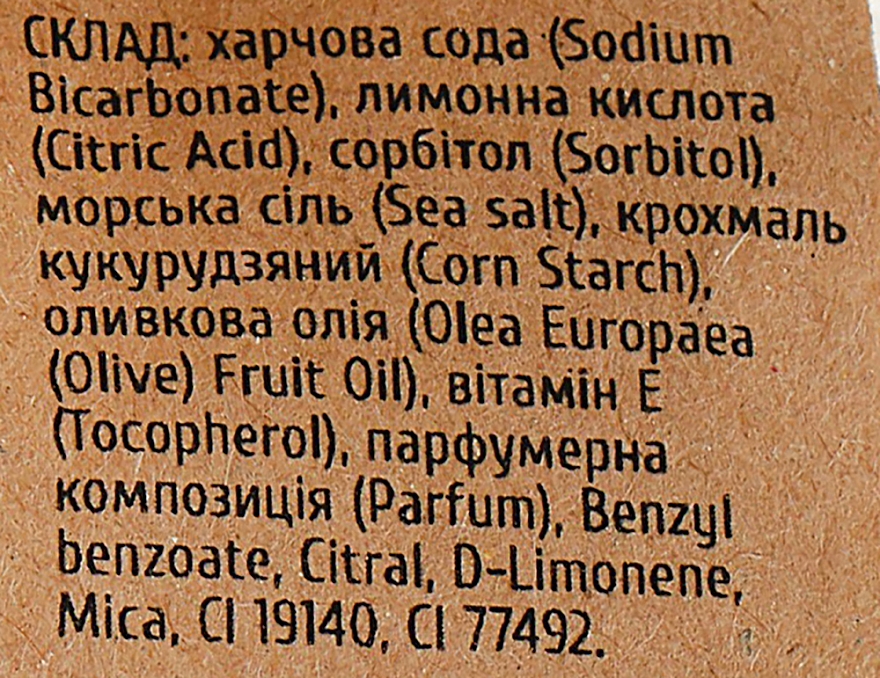 СКЛАД: харчова сода (Sodium
Bicarbonate), лимонна кислота
(Citric Acid), сорбітол (Sorbitol),
морська сіль (Sea salt), крохмаль
кукурудзяний (Corn Starch),
оливкова олія (Olea Europaea
(Olive) Fruit Oil), вітамін Е
(Tocopherol), парфумерна
композиція (Parfum), Benzyl
benzoate, Citral, D-Limonene,
Mica, CI 19140, CI 77492.